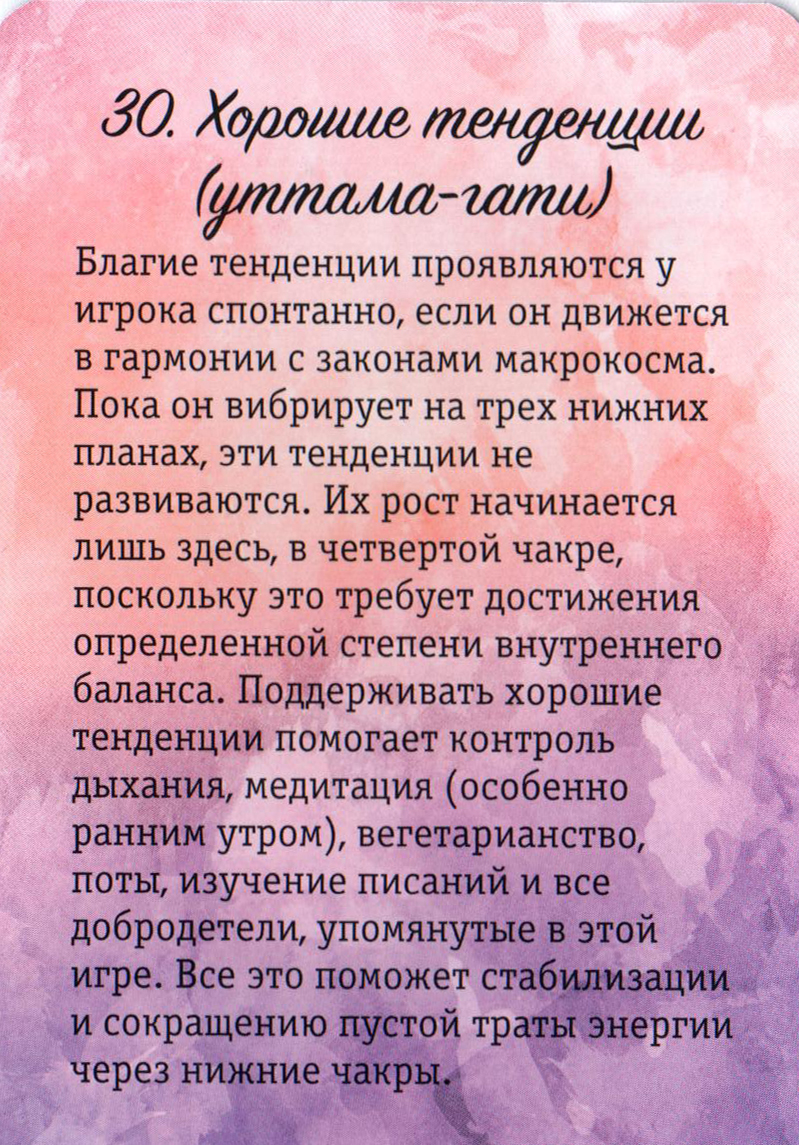 30. Хорошие тенденции
(уттама-гати)
Благие тенденции проявляются у
игрока спонтанно, если он движется
в гармонии с законами макрокосма.
Пока он вибрирует на трех нижних
планах, эти тенденции не
развиваются. Их рост начинается
лишь здесь, в четвертой чакре,
поскольку это требует достижения
определенной степени внутреннего
баланса. Поддерживать хорошие
тенденции помогает контроль
дыхания, медитация (особенно
ранним утром), вегетарианство,
поты, изучение писаний и все
добродетели, упомянутые в этой
игре. Все это поможет стабилизации
и сокращению пустой траты энергии
через нижние чакры.